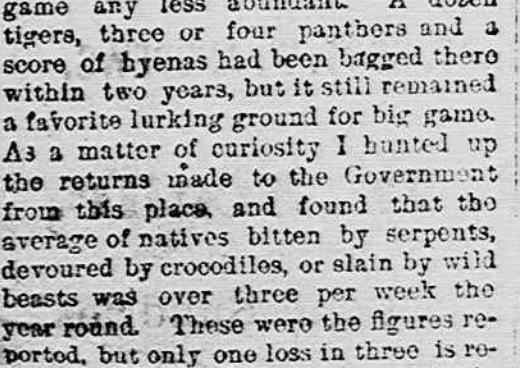 game any less abundant. A dozen
tigers, three or four panthers and a
score of hyenas had been bagged there
within two years, but it still remained
a favorite lurking ground for big game.
As a matter of curiosity I hunted up
the returns made to the Government
from this place, and found that the
average of natives bitten by serpents,
devoured by crocodiles, or slain by wild
beasts was over three per week the
year round. These were the figures re-
ported, but only one loss in three is re-